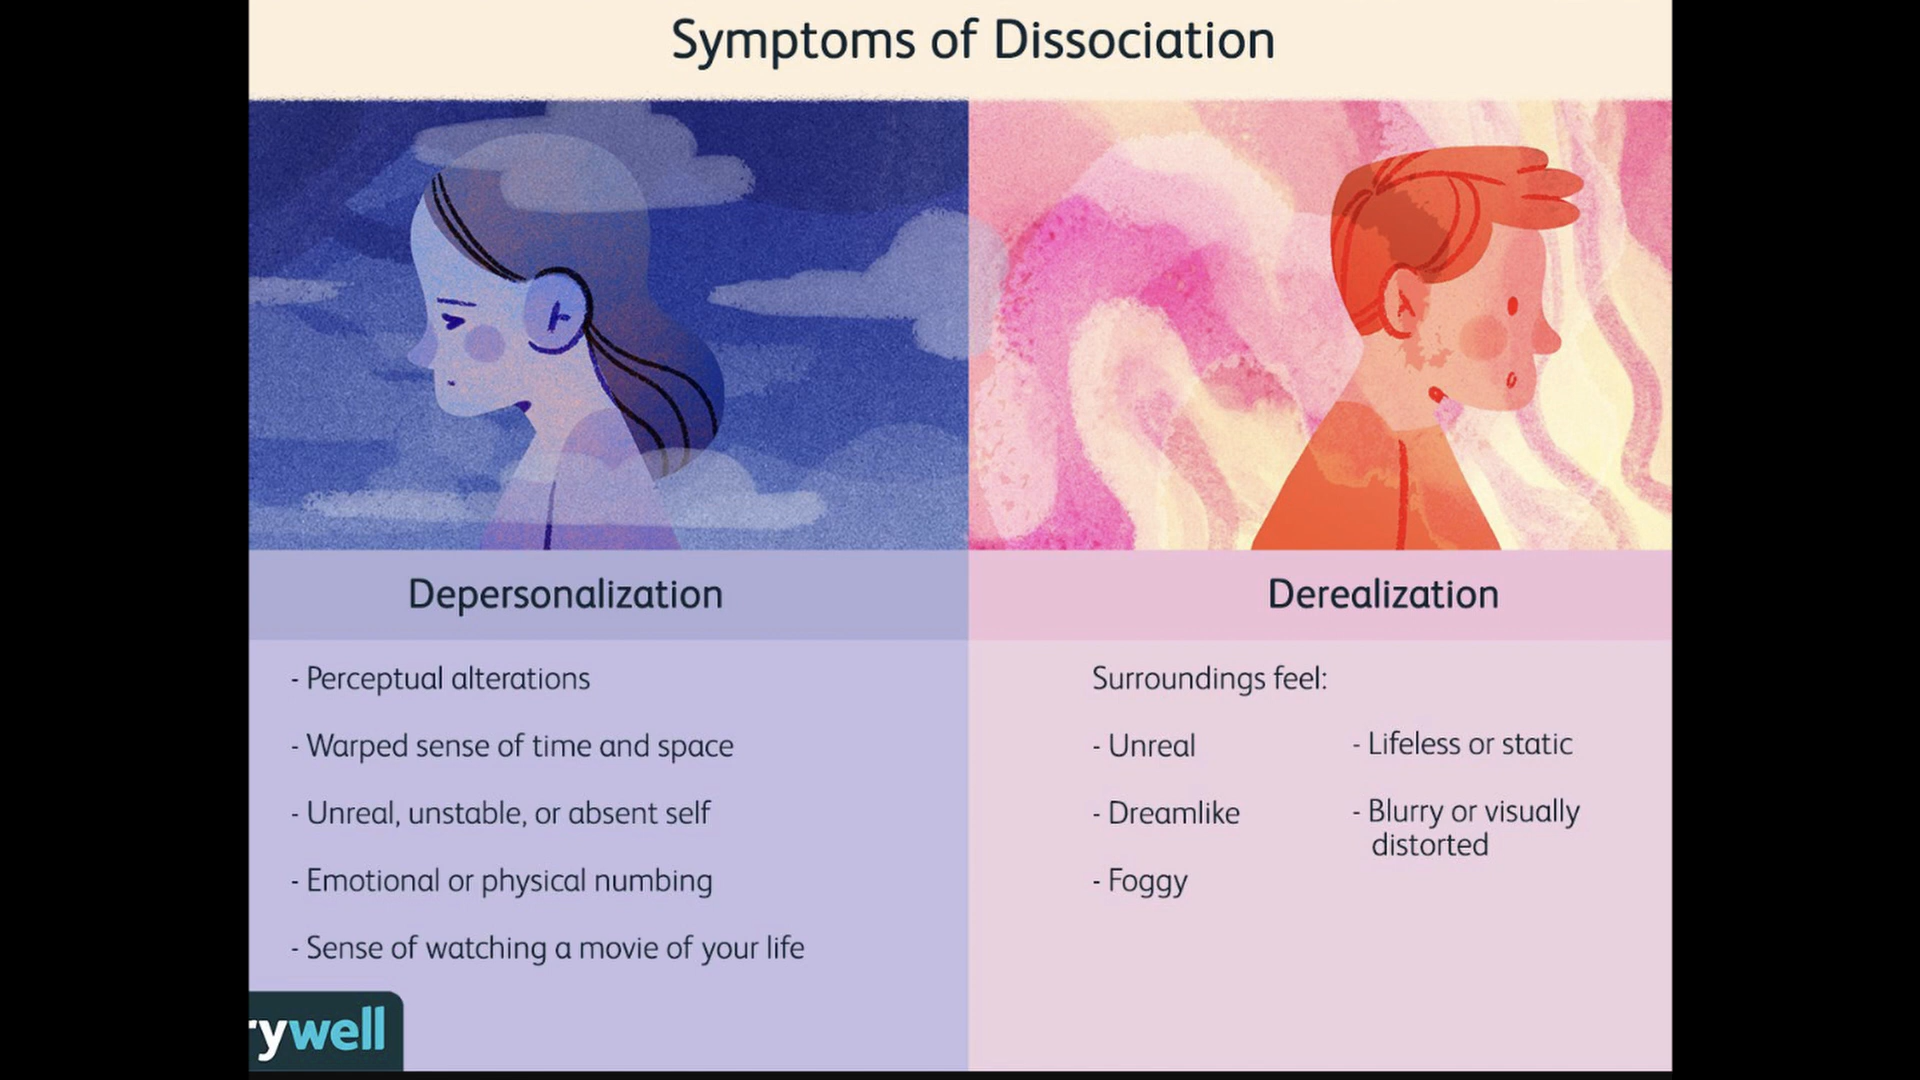 Symptoms of Dissociation
Depersonalization
- Perceptual alterations
- Warped sense of time and space
- Unreal, unstable, or absent self
- Emotional or physical numbing
- Sense of watching a movie of your life
Derealization
Surroundings feel:
- Unreal
- Dreamlike
- Foggy
- Lifeless or static
- Blurry or visually
distorted
rywell